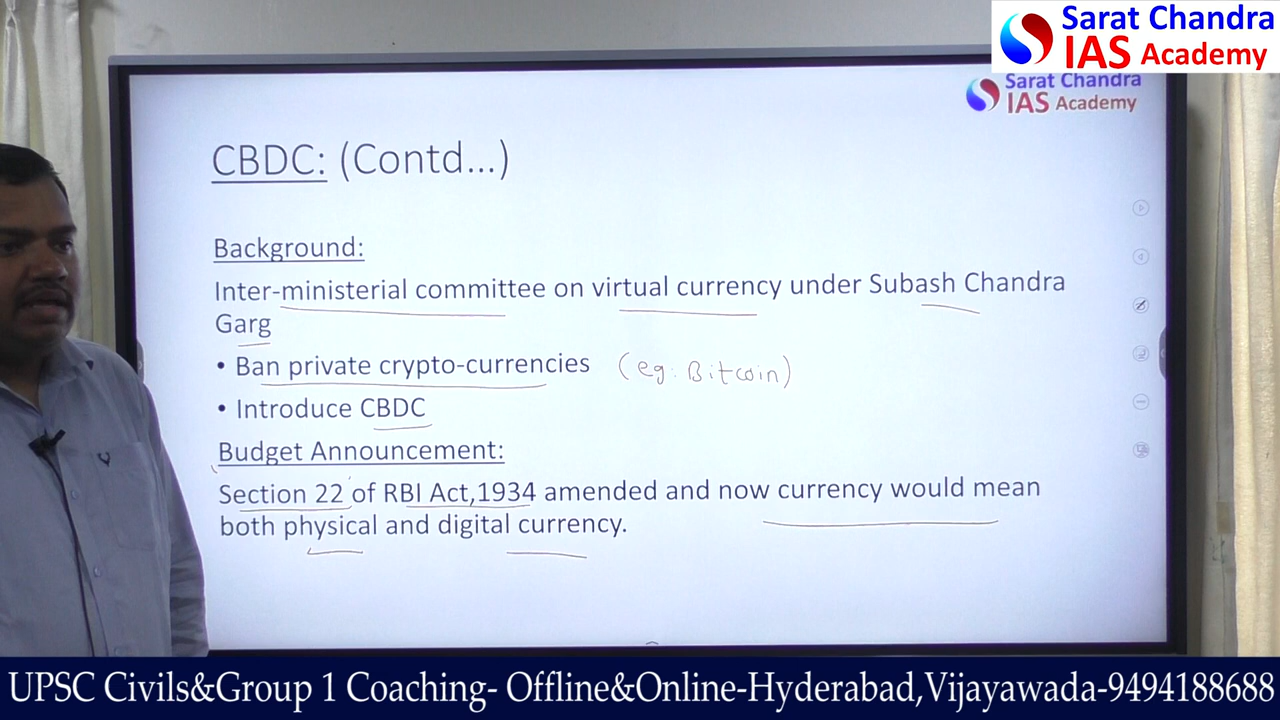 Sarat Chandra
IAS Academy
Sarat Chandra
IAS Academy
CBDC: (Contd...)
Background:
Inter-ministerial committee on virtual currency under Subash Chandra
Garg
• Ban private crypto-currencies (eg: Bitcoin)
• Introduce CBDC
Budget Announcement:
Section 22 of RBI Act,1934 amended and now currency would mean
both physical and digital currency.
UPSC Civils&Group 1 Coaching- Offline&Online-Hyderabad,Vijayawada-9494188688